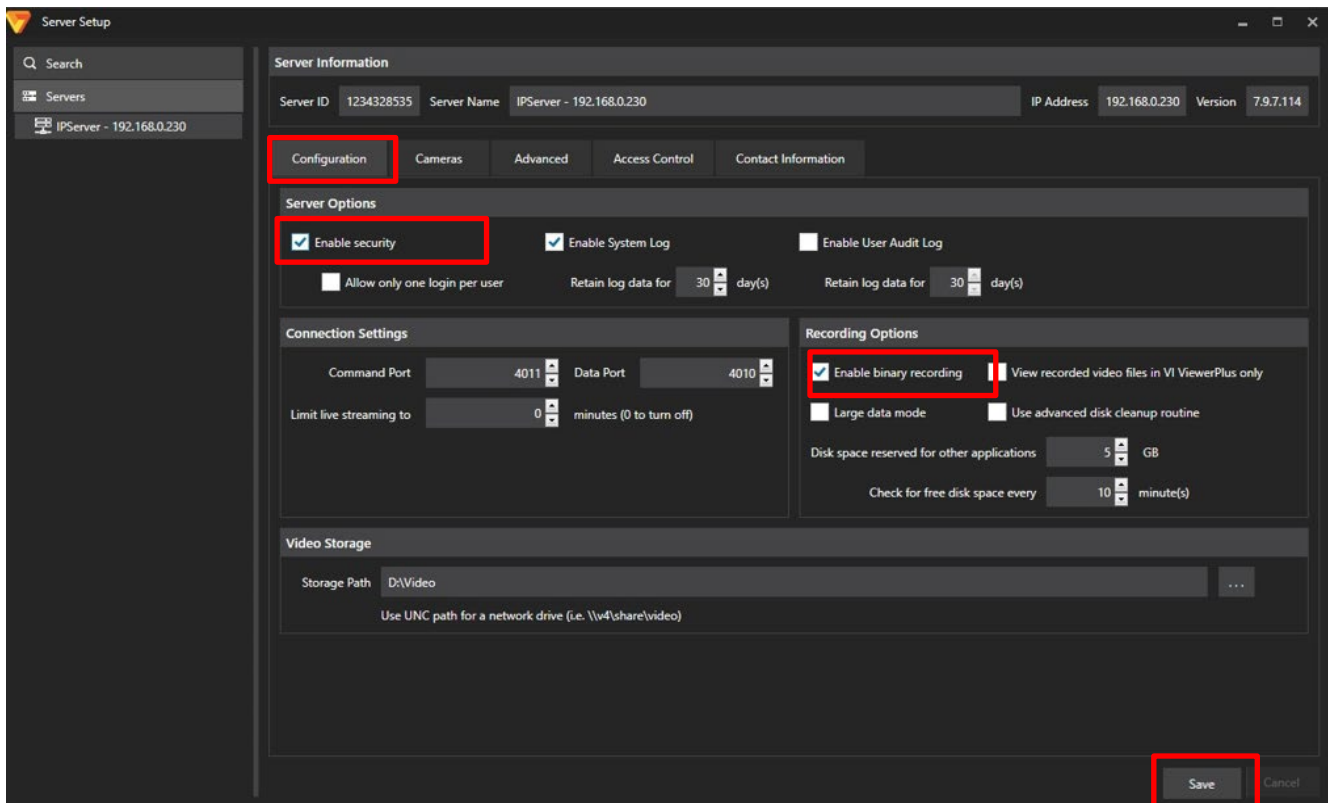 Server Setup
Search
Servers
IPServer - 192.168.0.230
Server Information
Server ID 1234328535 Server Name IPServer - 192.168.0.230 IP Address 192.168.0.230 Version 7.9.7.114
Configuration Cameras Advanced Access Control Contact Information
Server Options
Enable security Enable System Log Enable User Audit Log
Allow only one login per user Retain log data for 30 day(s) Retain log data for 30 day(s)
Connection Settings
Command Port 4011 Data Port 4010
Limit live streaming to 0 minutes (0 to turn off)
Recording Options
Enable binary recording View recorded video files in VI ViewerPlus only
Large data mode Use advanced disk cleanup routine
Disk space reserved for other applications 5 GB
Check for free disk space every 10 minute(s)
Video Storage
Storage Path D:\Video ...
Use UNC path for a network drive (i.e. \\v4\share\video)
Save Cancel